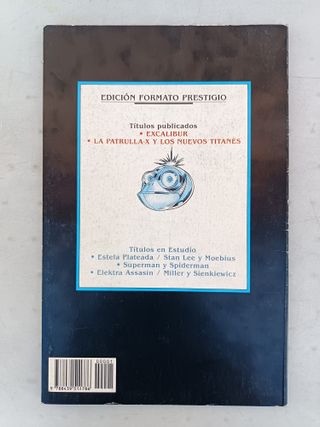 EDICIÓN FORMATO PRESTIGIO
Títulos publicados
• EXCALIBUR
• LA PATRULLA-X Y LOS NUEVOS TITANES
Títulos en Estudio
• Estela Plateada / Stan Lee y Moebius
• Superman y Spiderman
• Elektra Assasin / Miller y Sienkiewicz
00001